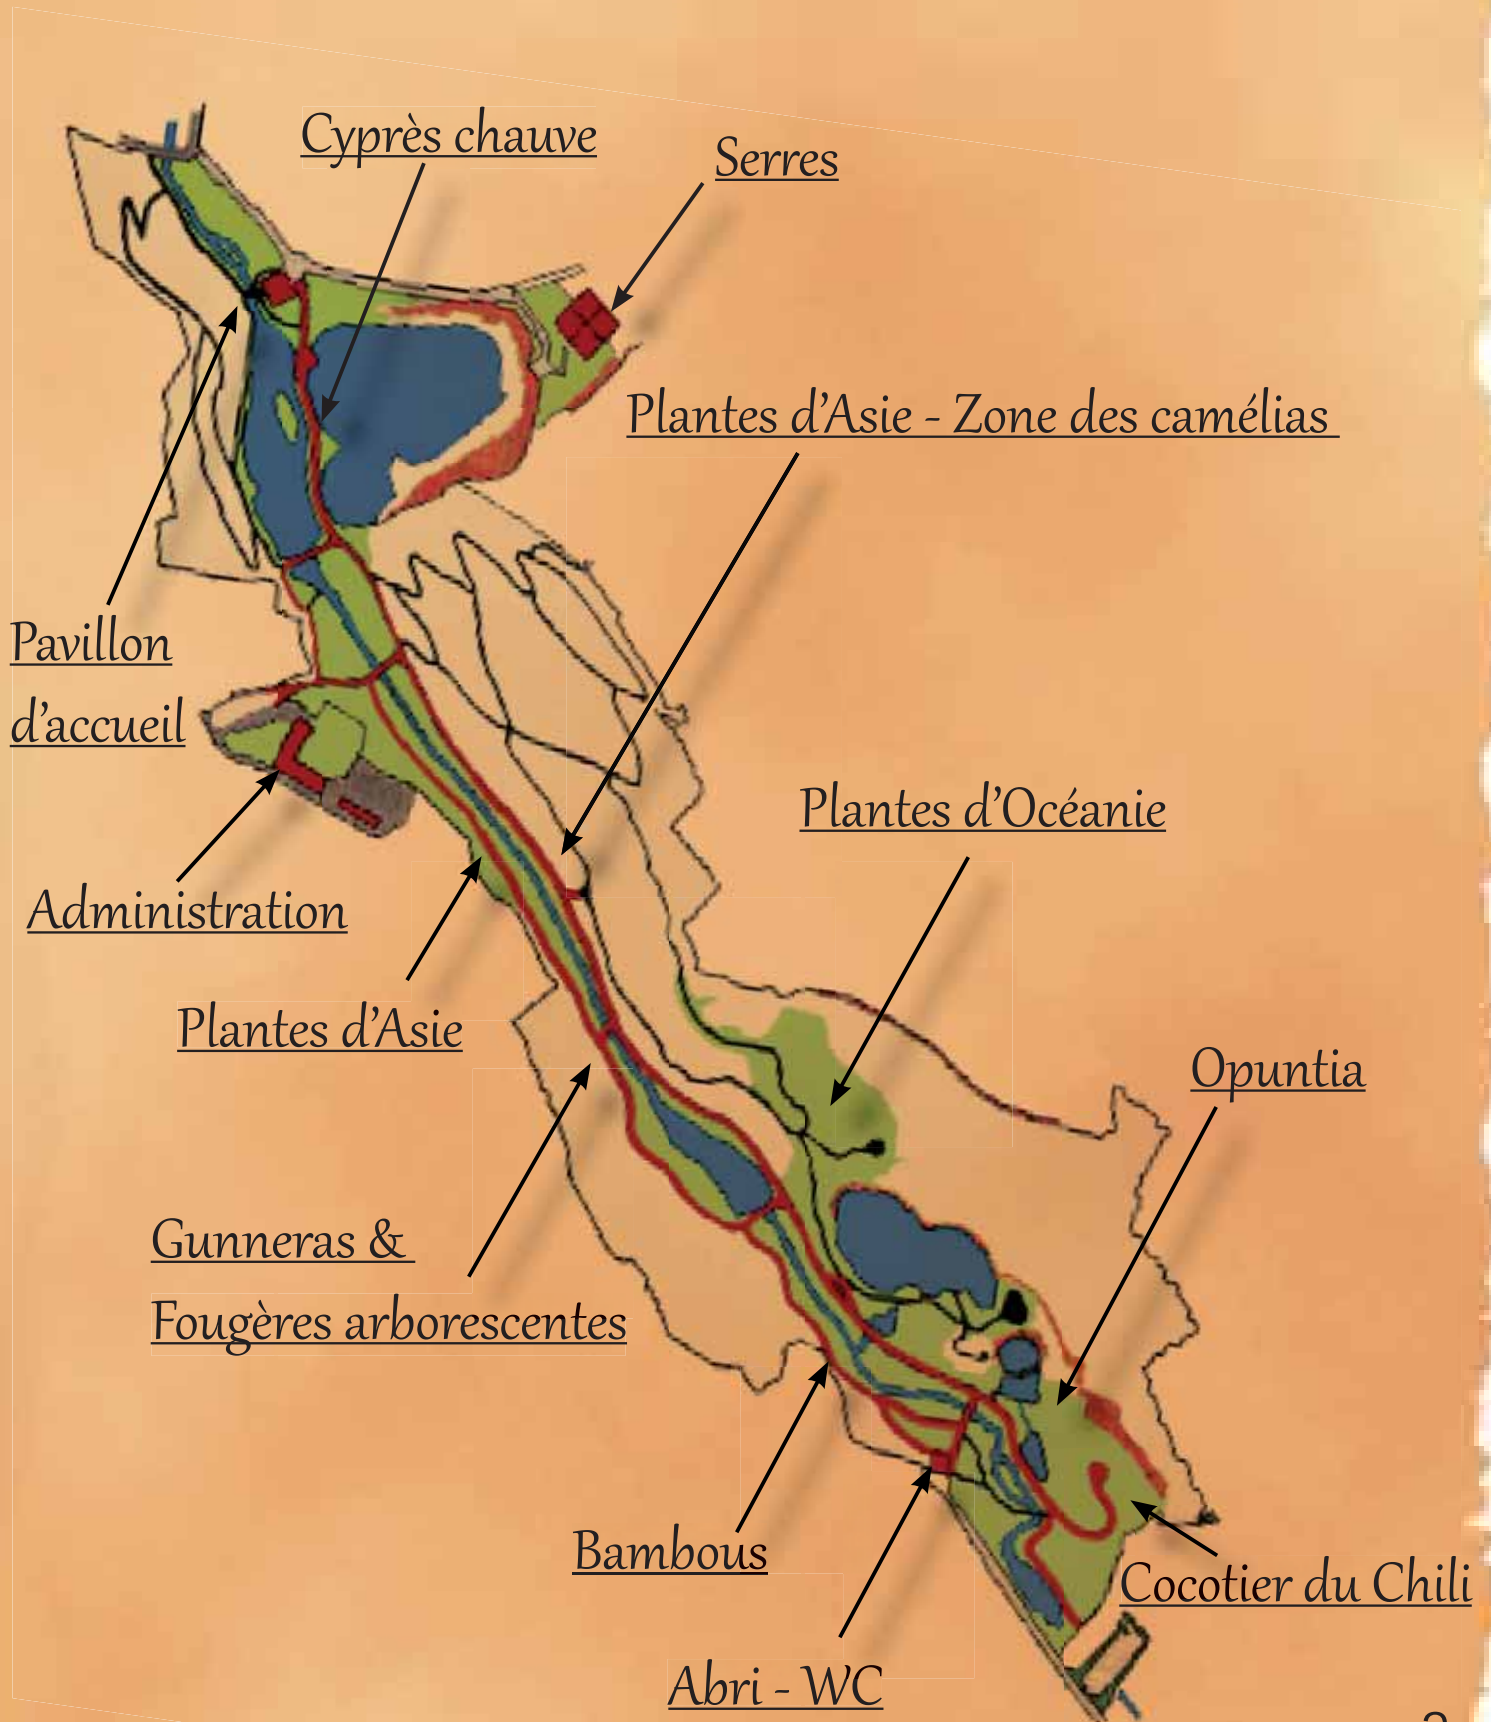 Cyprès chauve
Serres
Plantes d'Asie - Zone des camélias
Pavillon
d'accueil
Plantes d'Océanie
Administration
Plantes d'Asie
Opuntia
Gunneras &
Fougères arborescentes
Bambous
Cocotier du Chili
Abri - WC